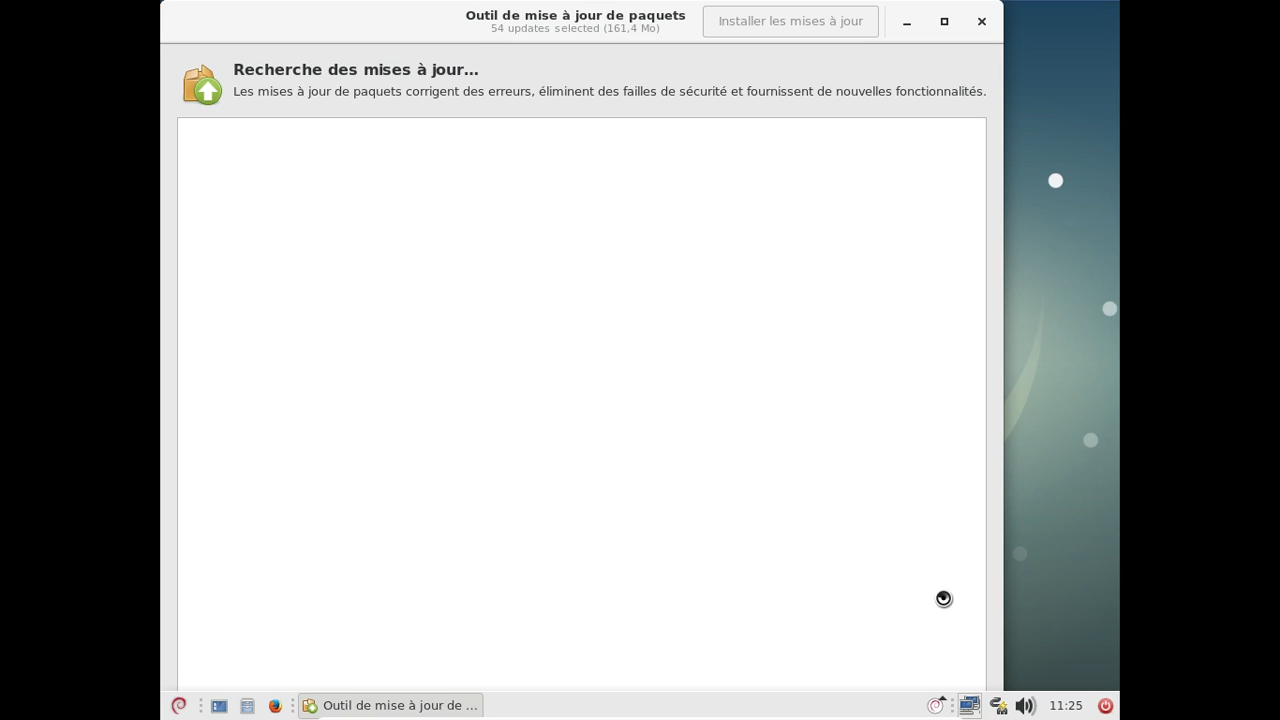 Outil de mise à jour de paquets
54 updates selected (161,4 Mo)
Installer les mises à jour
Recherche des mises à jour...
Les mises à jour de paquets corrigent des erreurs, éliminent des failles de sécurité et fournissent de nouvelles fonctionnalités.
Outil de mise à jour de ...
11:25